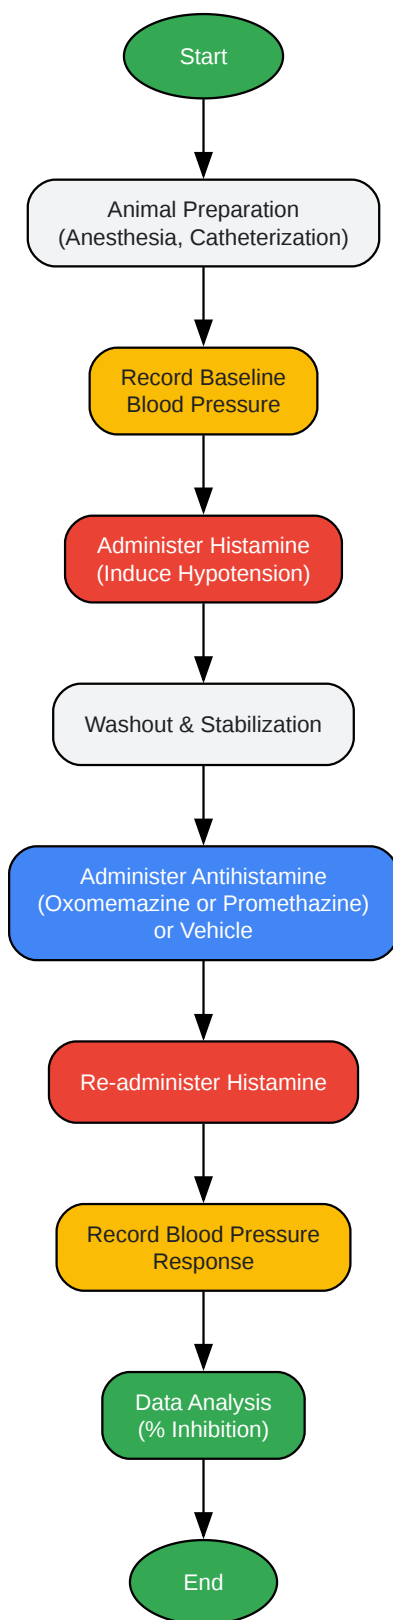 Start
Animal Preparation
(Anesthesia, Catheterization)
Record Baseline
Blood Pressure
Administer Histamine
(Induce Hypotension)
Washout & Stabilization
Administer Antihistamine
(Oxomemazine or Promethazine)
or Vehicle
Re-administer Histamine
Record Blood Pressure
Response
Data Analysis
(% Inhibition)
End